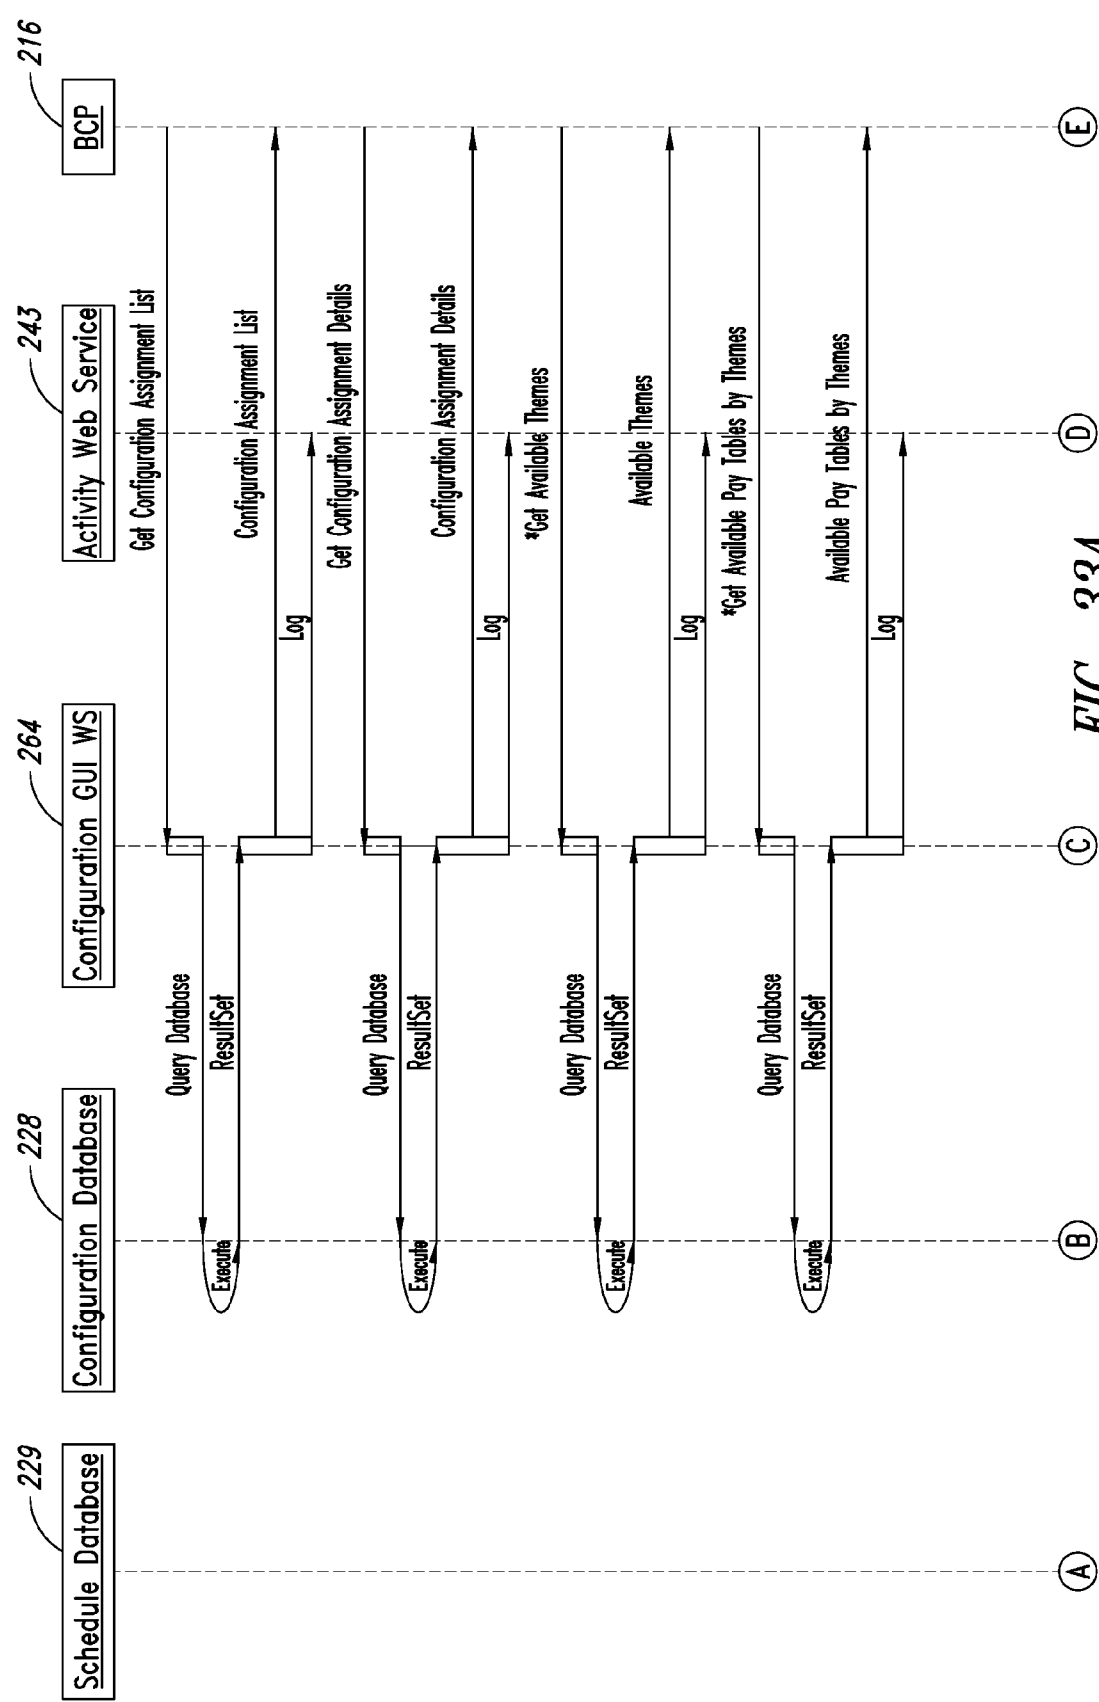 229
228
264
243
216
Schedule Database
Configuration Database
Configuration GUI WS
Activity Web Service
BCP
Get Configuration Assignment List
Query Database
Execute
ResultSet
Configuration Assignment List
Log
Get Configuration Assignment Details
Query Database
Execute
ResultSet
Configuration Assignment Details
Log
*Get Available Themes
Query Database
Execute
ResultSet
Available Themes
Log
*Get Available Pay Tables by Themes
Query Database
Execute
ResultSet
Available Pay Tables by Themes
Log
A
B
C
D
E
FIG. 33A